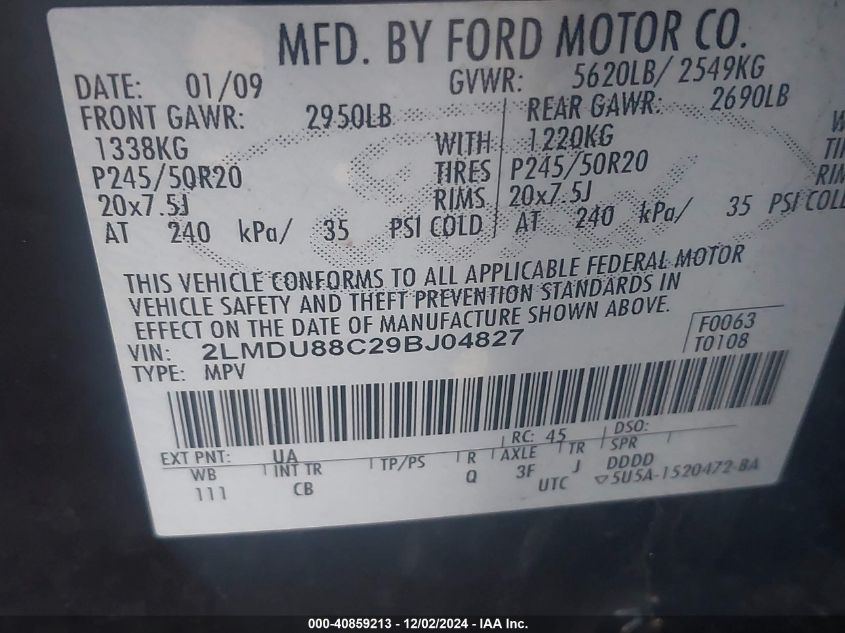 MFD. BY FORD MOTOR CO.
DATE: 01/09 GVWR: 5620LB/ 2549KG
FRONT GAWR: 2950LB REAR GAWR: 2690LB
1338KG WITH 1220KG W
P245/50R20 TIRES P245/50R20 TI
20x7.5J RIMS 20x7.5J RIM
AT 240 kPa/ 35 PSI COLD AT 240 kPa/ 35 PSI COL
THIS VEHICLE CONFORMS TO ALL APPLICABLE FEDERAL MOTOR
VEHICLE SAFETY AND THEFT PREVENTION STANDARDS IN
EFFECT ON THE DATE OF MANUFACTURE SHOWN ABOVE.
VIN: 2LMDU88C29BJ04827 F0063
TYPE: MPV T0108
EXT PNT: UA RC: 45 DSO:
WB INT TR TP/PS R AXLE TR SPR
111 CB Q 3F J DDDD
UTC ▽5U5A-1520472-BA
000-40859213 - 12/02/2024 - IAA Inc.